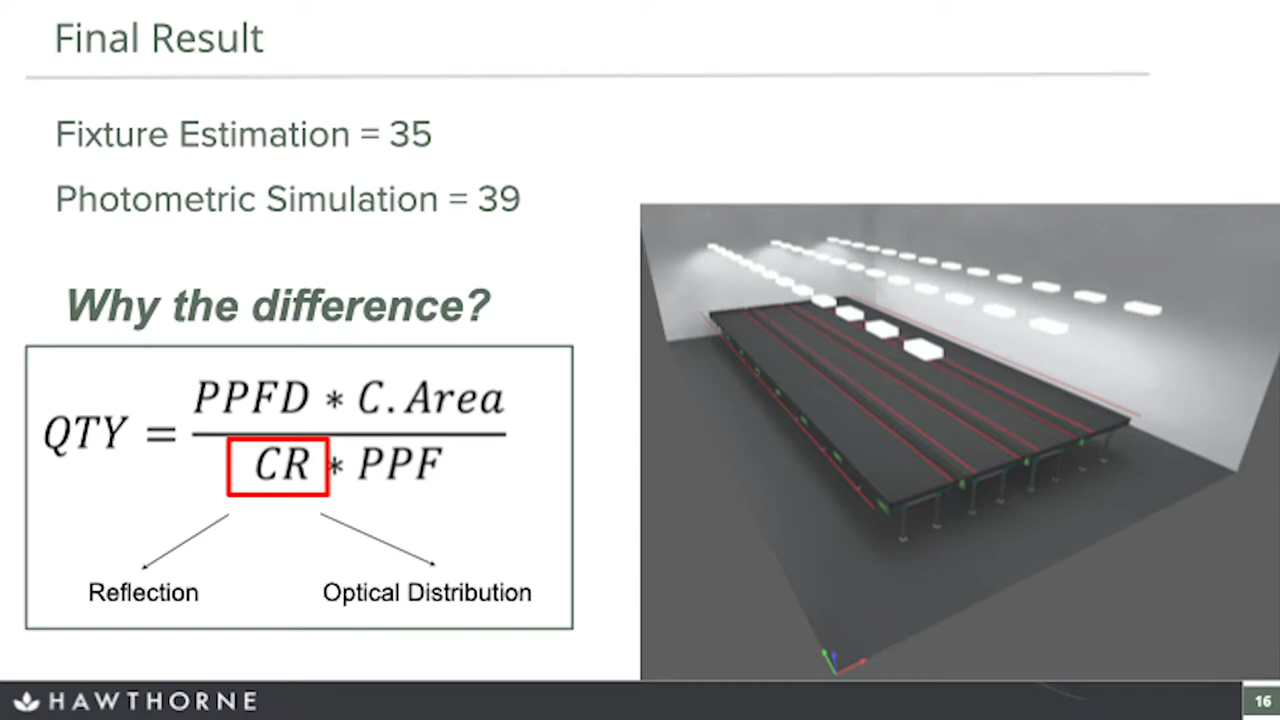 Final Result
Fixture Estimation = 35
Photometric Simulation = 39
Why the difference?
QTY = PPFD * C.Area
CR * PPF
Reflection
Optical Distribution
HAWTHORNE
16